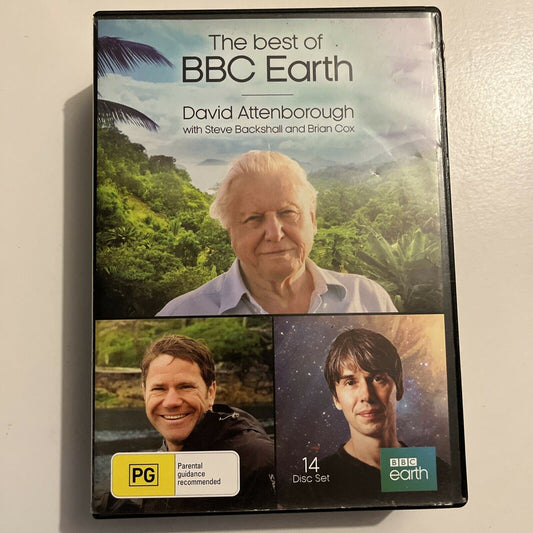 The best of
BBC Earth
David Attenborough
with Steve Backshall and Brian Cox
PG
Parental
guidance
recommended
14
Disc Set
BBC
earth